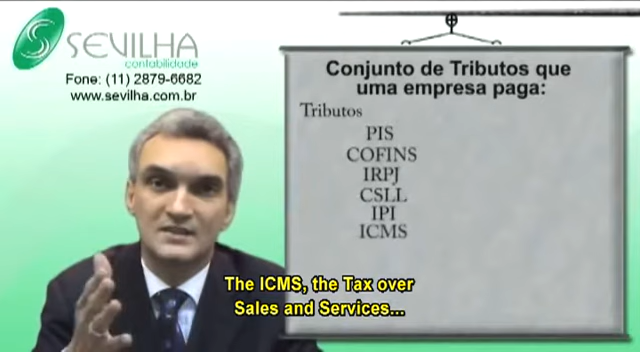 SEVILHA
contabilidade
Fone: (11) 2879-6682
www.sevilha.com.br
Conjunto de Tributos que
uma empresa paga:
Tributos
PIS
COFINS
IRPJ
CSLL
IPI
ICMS
The ICMS, the Tax over
Sales and Services...